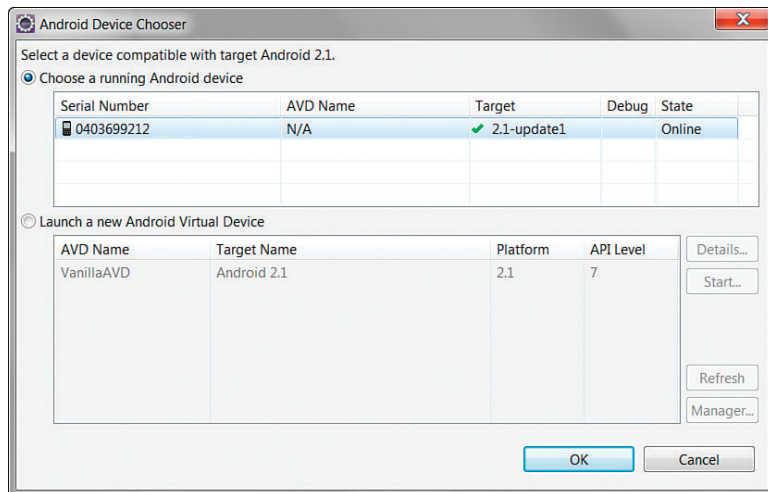 Android Device Chooser
Select a device compatible with target Android 2.1.
Choose a running Android device
Serial Number AVD Name Target Debug State
0403699212 N/A 2.1-update1 Online
Launch a new Android Virtual Device
AVD Name Target Name Platform API Level
VanillaAVD Android 2.1 2.1 7
Details...
Start...
Refresh
Manager...
OK Cancel